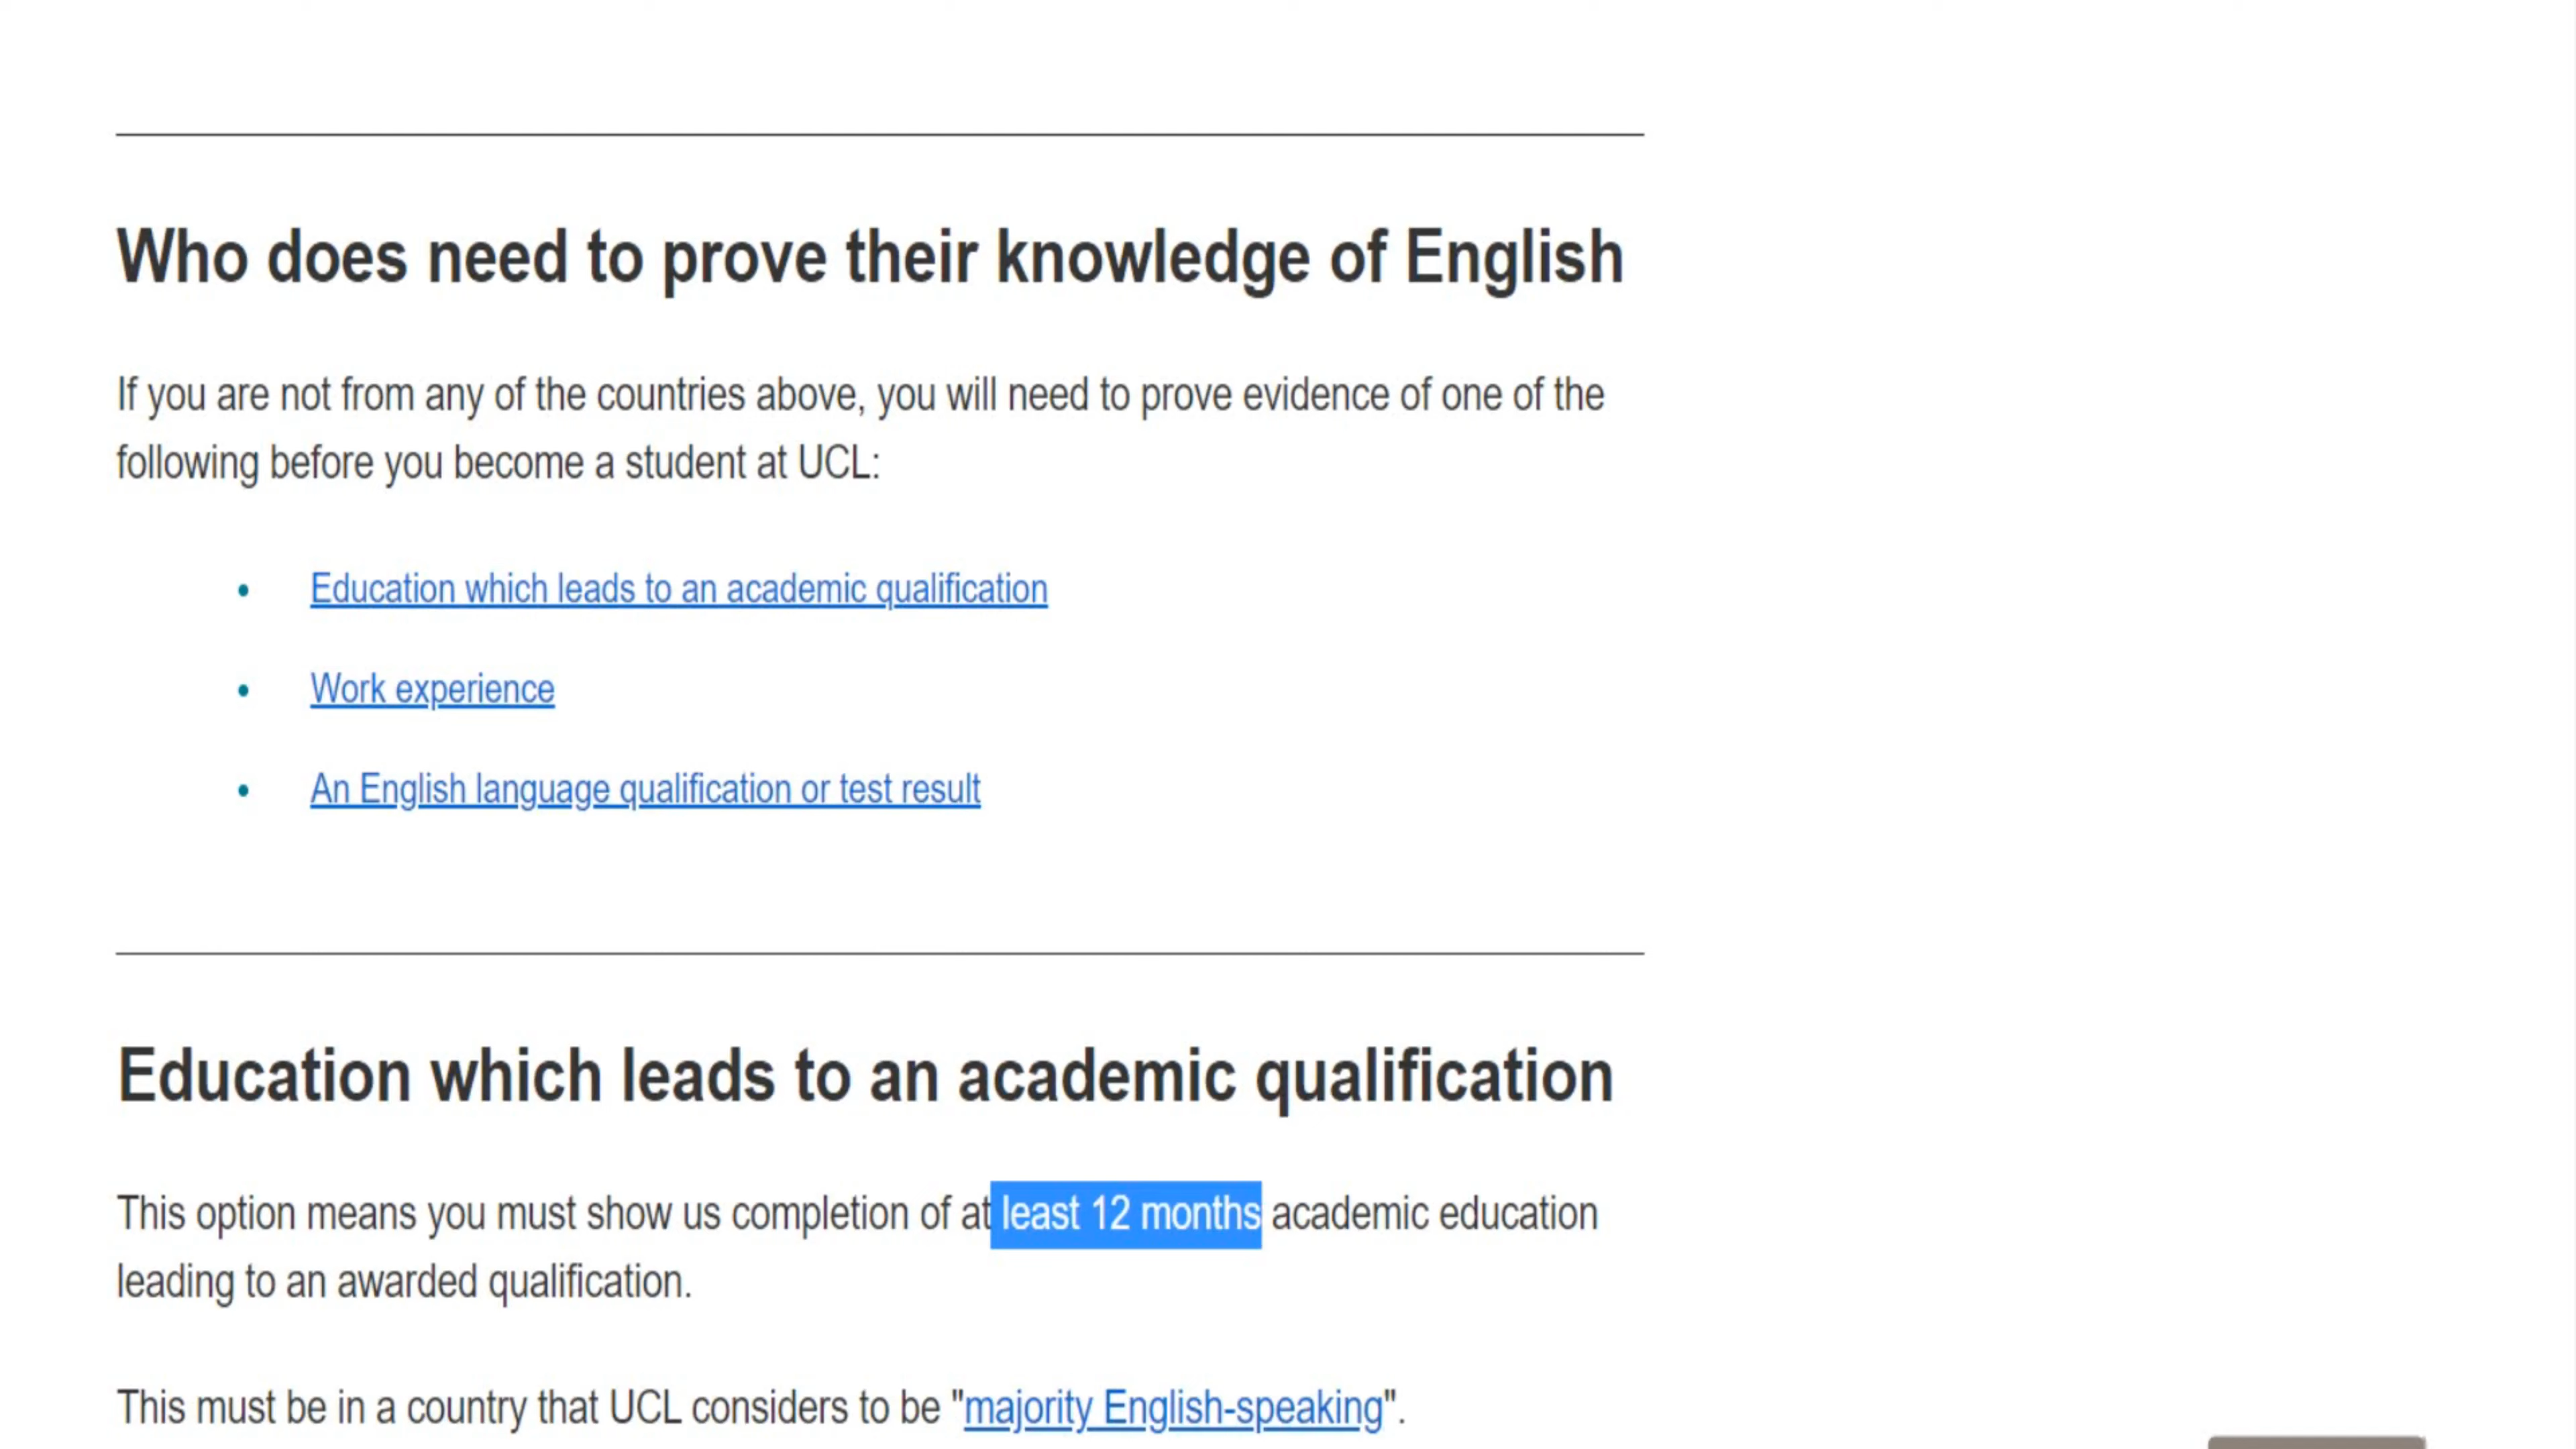 Who does need to prove their knowledge of English
If you are not from any of the countries above, you will need to prove evidence of one of the
following before you become a student at UCL:
• Education which leads to an academic qualification
• Work experience
• An English language qualification or test result
Education which leads to an academic qualification
This option means you must show us completion of at least 12 months academic education
leading to an awarded qualification.
This must be in a country that UCL considers to be "majority English-speaking".